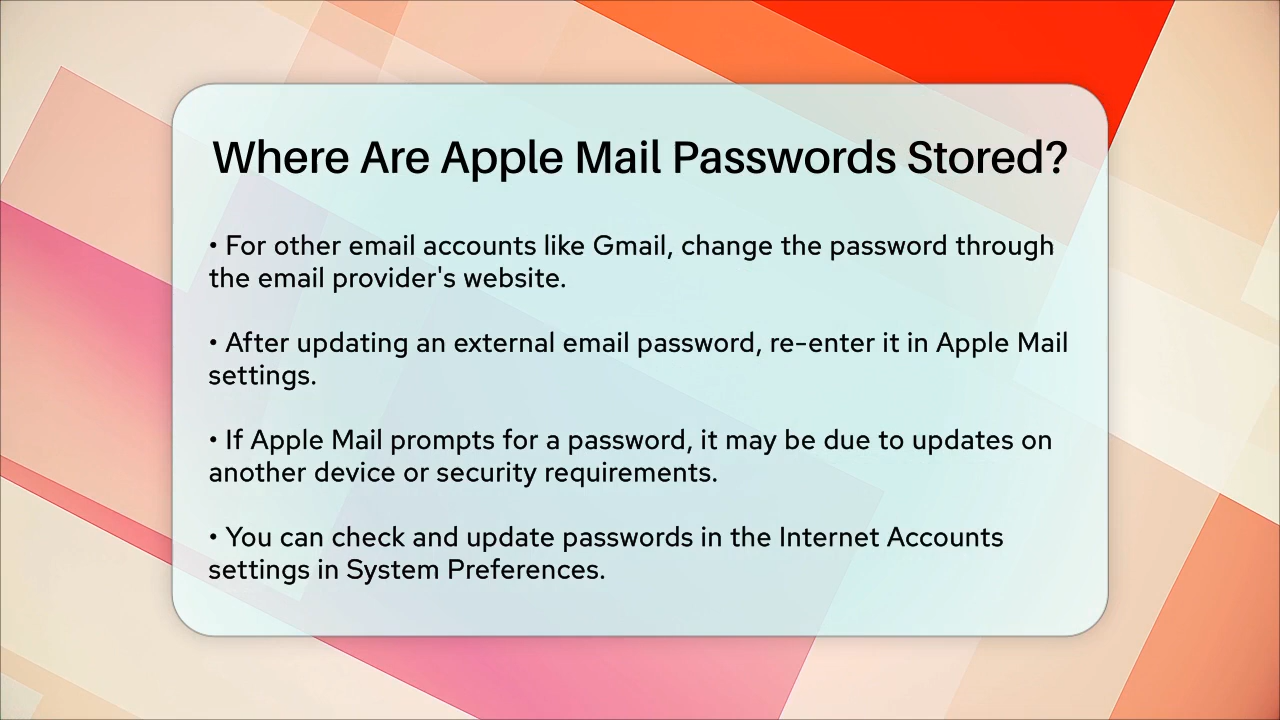 Where Are Apple Mail Passwords Stored?
• For other email accounts like Gmail, change the password through
the email provider's website.
• After updating an external email password, re-enter it in Apple Mail
settings.
• If Apple Mail prompts for a password, it may be due to updates on
another device or security requirements.
• You can check and update passwords in the Internet Accounts
settings in System Preferences.